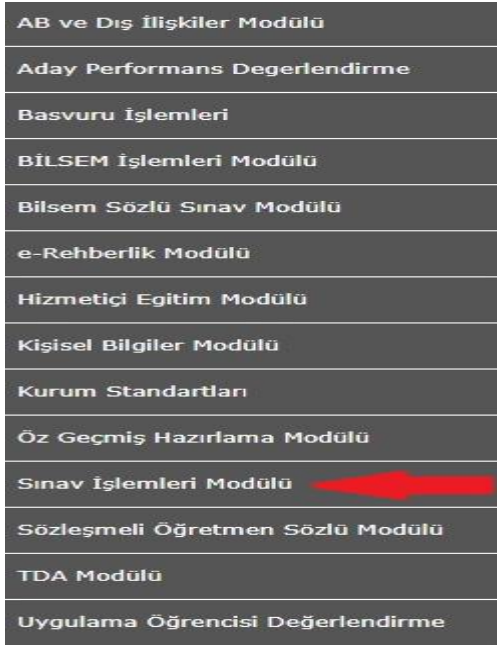 AB ve Dış İlişkiler Modülü
Aday Performans Degerlendirme
Basvuru İşlemleri
BİLSEM İşlemleri Modülü
Bilsem Sözlü Sınav Modülü
e-Rehberlik Modülü
Hizmetiçi Egitim Modülü
Kişisel Bilgiler Modülü
Kurum Standartları
Öz Geçmiş Hazırlama Modülü
Sınav İşlemleri Modülü
Sözleşmeli Öğretmen Sözlü Modülü
TDA Modülü
Uygulama Öğrencisi Değerlendirme